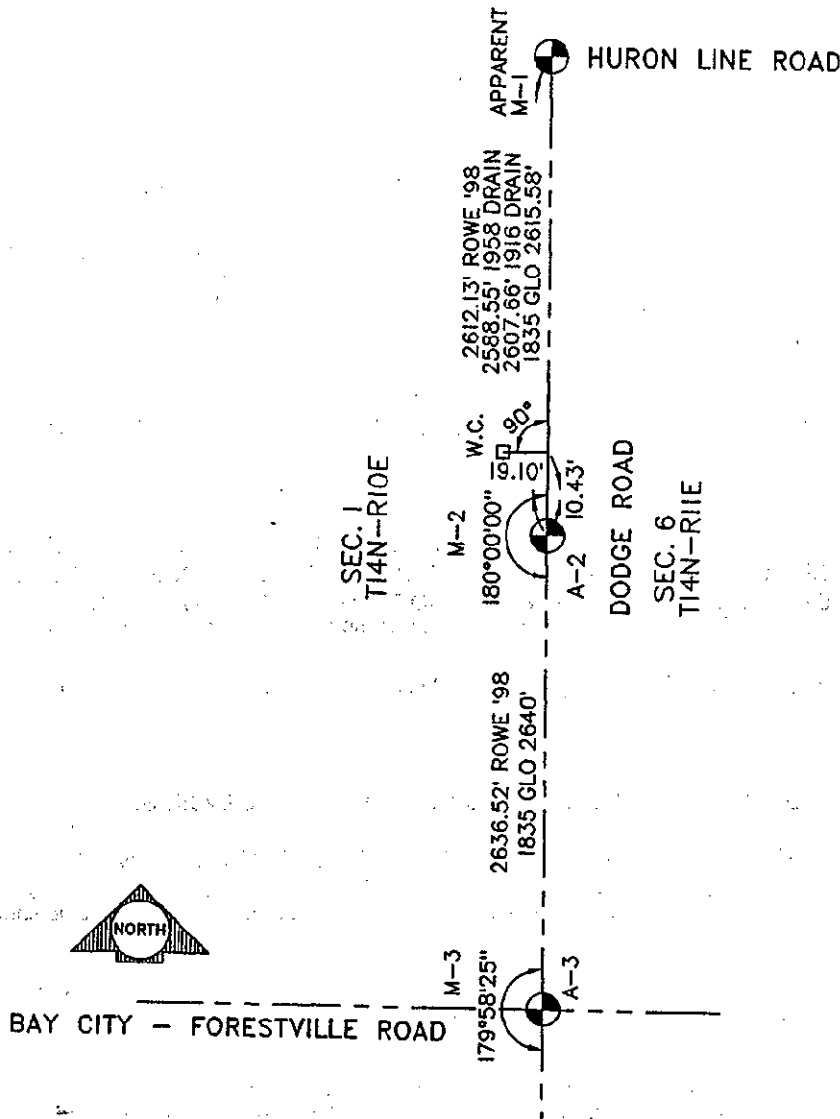 APPARENT
M-1
HURON LINE ROAD
2612.13' ROWE '98
2588.55' 1958 DRAIN
2607.66' 1916 DRAIN
1835 GLO 2615.58'
W.C.
90°
19.10'
10.43'
SEC. 1
T14N-R10E
M-2
180°00'00"
A-2
DODGE ROAD
SEC. 6
T14N-R11E
2636.52' ROWE '98
1835 GLO 2640'
NORTH
M-3
179°58'25"
A-3
BAY CITY - FORESTVILLE ROAD